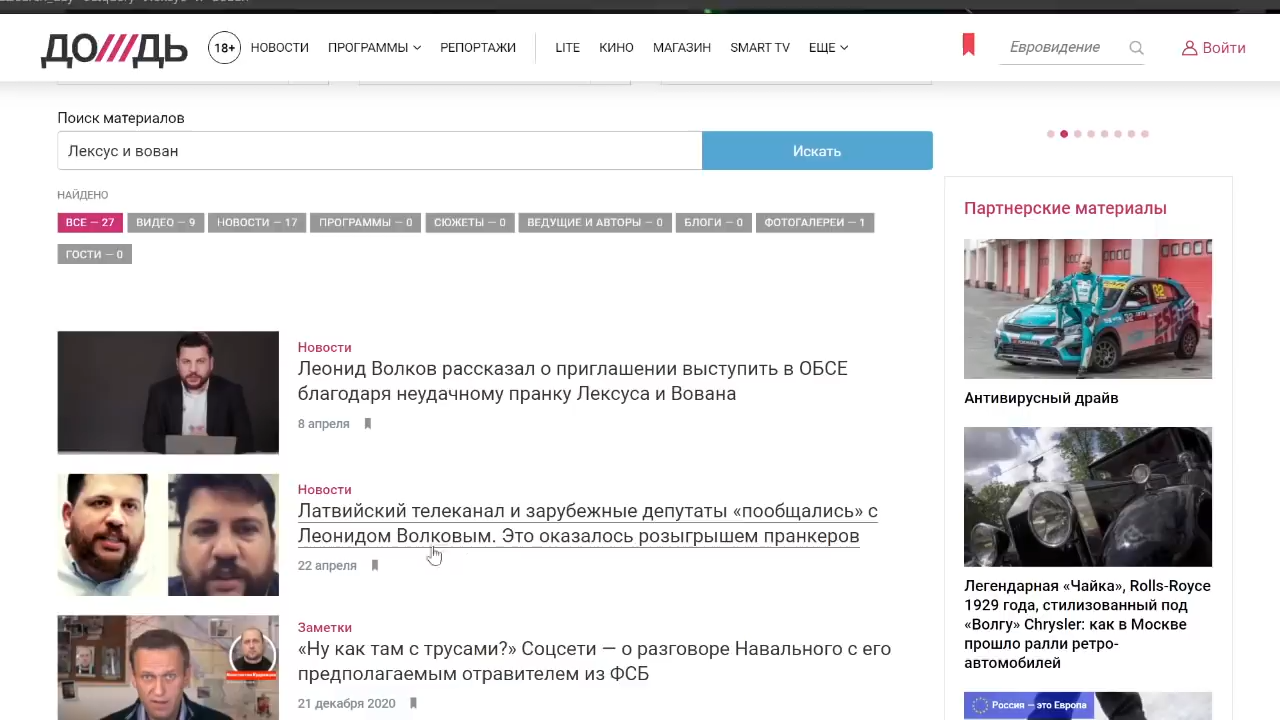 ДО///ДЬ
18+
НОВОСТИ
ПРОГРАММЫ
РЕПОРТАЖИ
LITE
КИНО
МАГАЗИН
SMART TV
ЕЩЕ
Евровидение
Войти
Поиск материалов
Лексус и вован
Искать
НАЙДЕНО
ВСЕ — 27
ВИДЕО — 9
НОВОСТИ — 17
ПРОГРАММЫ — 0
СЮЖЕТЫ — 0
ВЕДУЩИЕ И АВТОРЫ — 0
БЛОГИ — 0
ФОТОГАЛЕРЕИ — 1
ГОСТИ — 0
Новости
Леонид Волков рассказал о приглашении выступить в ОБСЕ
благодаря неудачному пранку Лексуса и Вована
8 апреля
Новости
Латвийский телеканал и зарубежные депутаты «пообщались» с
Леонидом Волковым. Это оказалось розыгрышем пранкеров
22 апреля
Заметки
«Ну как там с трусами?» Соцсети — о разговоре Навального с его
предполагаемым отравителем из ФСБ
21 декабря 2020
Партнерские материалы
Антивирусный драйв
Легендарная «Чайка», Rolls-Royce
1929 года, стилизованный под
«Волгу» Chrysler: как в Москве
прошло ралли ретро-
автомобилей
Россия — это Европа